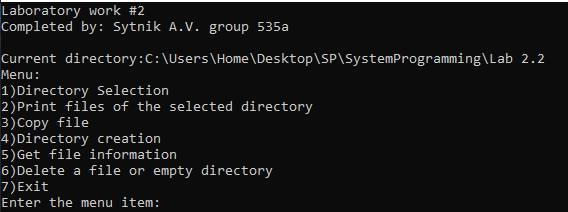 Laboratory work #2
Completed by: Sytnik A.V. group 535a
Current directory:C:\Users\Home\Desktop\SP\SystemProgramming\Lab 2.2
Menu:
1)Directory Selection
2)Print files of the selected directory
3)Copy file
4)Directory creation
5)Get file information
6)Delete a file or empty directory
7)Exit
Enter the menu item: